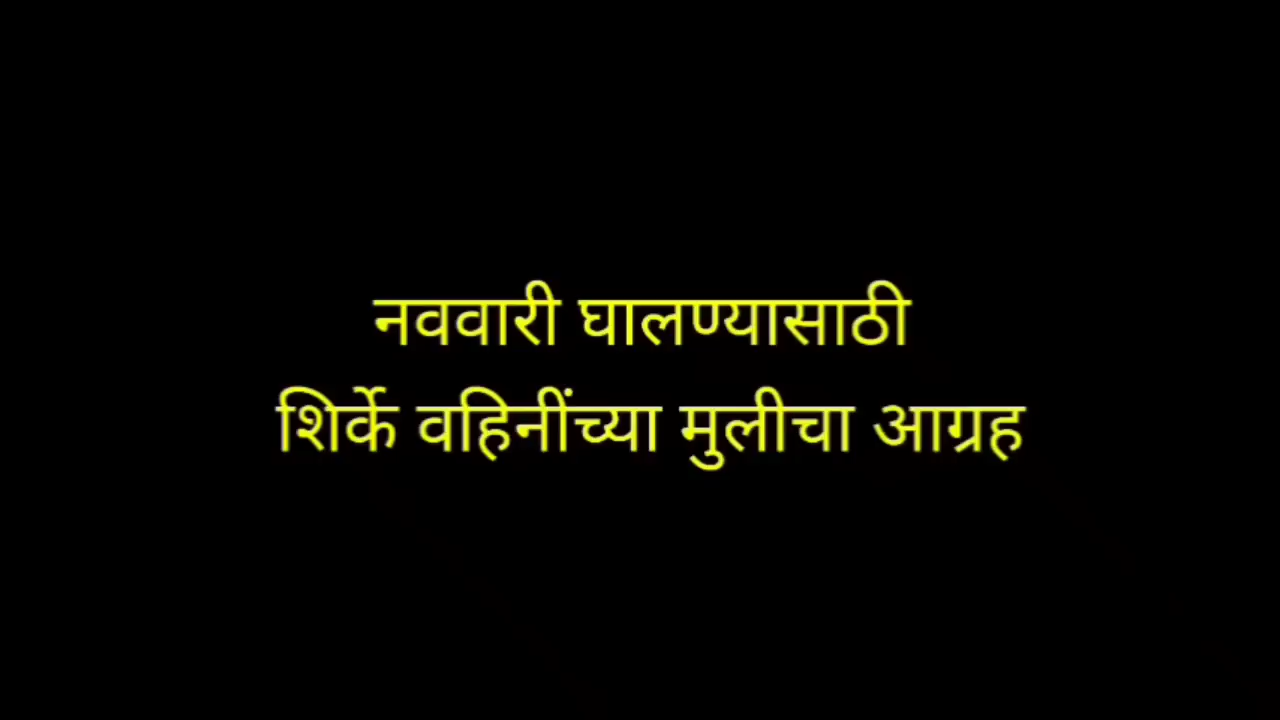 नववारी घालण्यासाठी
शिर्के वहिनींच्या मुलीचा आग्रह